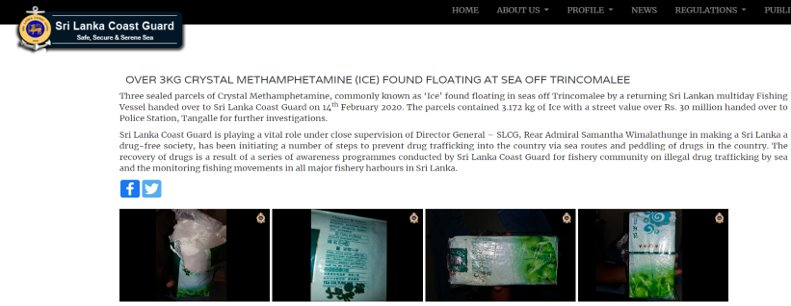 Sri Lanka Coast Guard
Safe, Secure & Serene Sea
HOME ABOUT US PROFILE NEWS REGULATIONS PUBLI
OVER 3KG CRYSTAL METHAMPHETAMINE (ICE) FOUND FLOATING AT SEA OFF TRINCOMALEE
Three sealed parcels of Crystal Methamphetamine, commonly known as ‘Ice’ found floating in seas off Trincomalee by a returning Sri Lankan multiday Fishing
Vessel handed over to Sri Lanka Coast Guard on 14th February 2020. The parcels contained 3.172 kg of Ice with a street value over Rs. 30 million handed over to
Police Station, Tangalle for further investigations.
Sri Lanka Coast Guard is playing a vital role under close supervision of Director General – SLCG, Rear Admiral Samantha Wimalathunge in making a Sri Lanka a
drug-free society, has been initiating a number of steps to prevent drug trafficking into the country via sea routes and peddling of drugs in the country. The
recovery of drugs is a result of a series of awareness programmes conducted by Sri Lanka Coast Guard for fishery community on illegal drug trafficking by sea
and the monitoring fishing movements in all major fishery harbours in Sri Lanka.